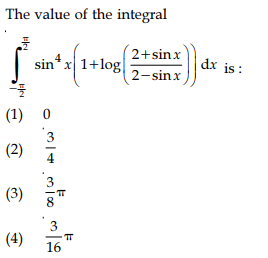 The value of the integral
∫_{-π/2}^{π/2} sin⁴ x(1+log((2+sin x)/(2−sin x))) dx is :
(1) 0
(2) 3/4
(3) 3/8 π
(4) 3/16 π